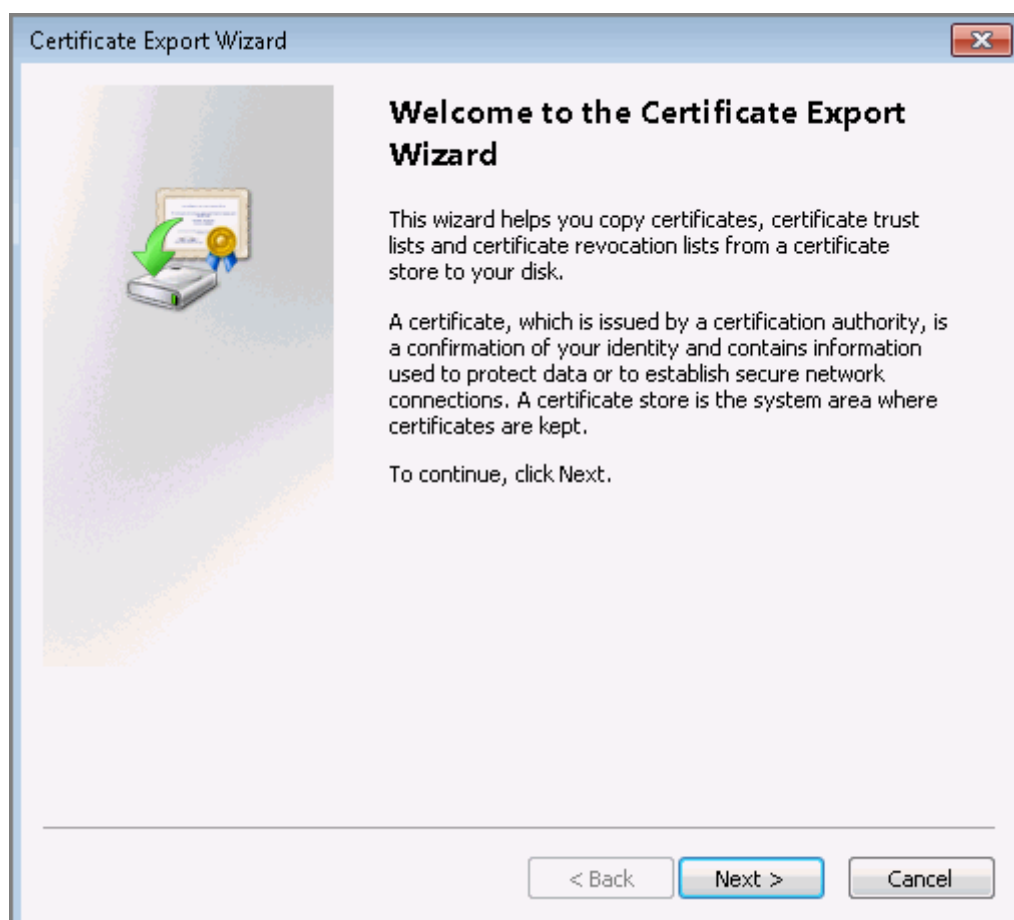 Certificate Export Wizard
Welcome to the Certificate Export
Wizard
This wizard helps you copy certificates, certificate trust
lists and certificate revocation lists from a certificate
store to your disk.
A certificate, which is issued by a certification authority, is
a confirmation of your identity and contains information
used to protect data or to establish secure network
connections. A certificate store is the system area where
certificates are kept.
To continue, click Next.
< Back
Next >
Cancel